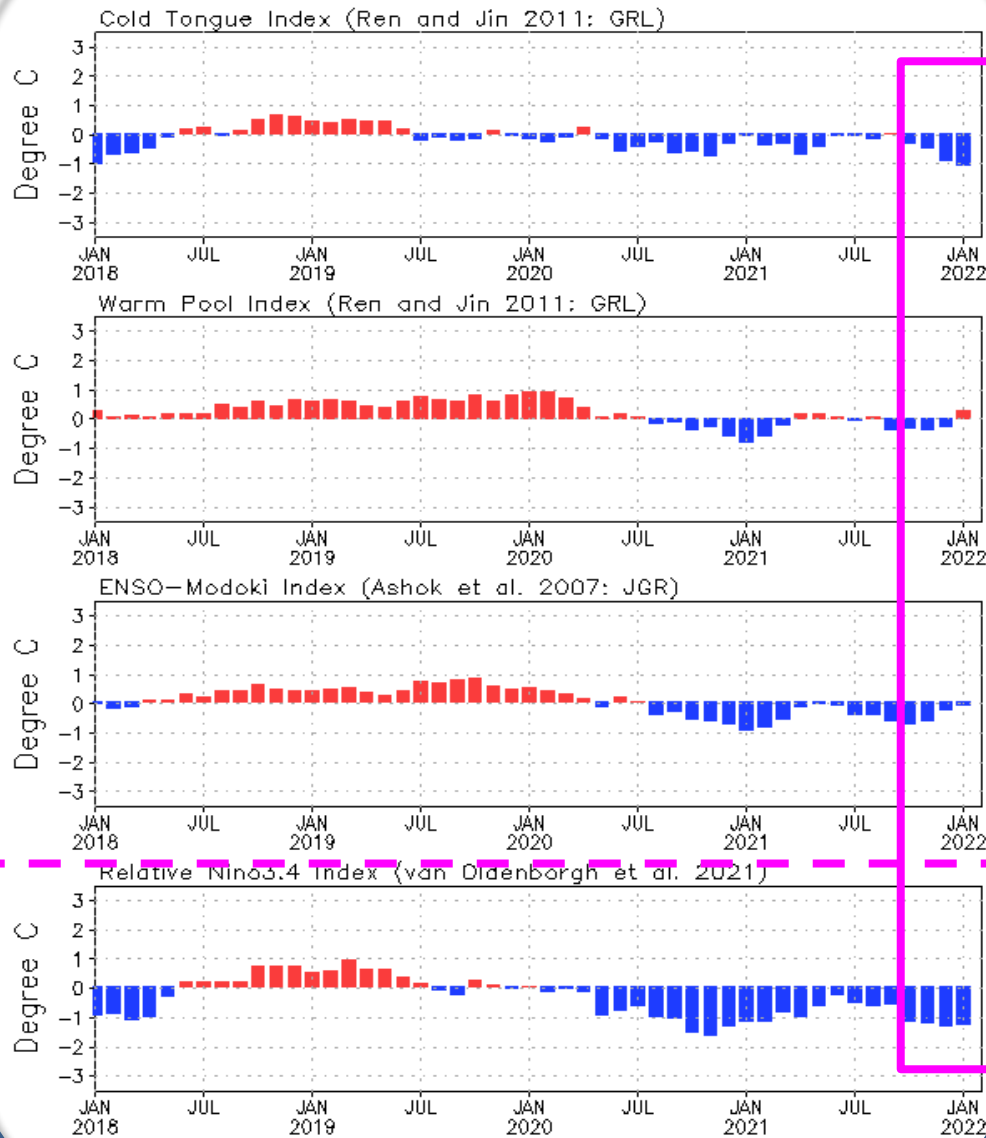 Cold Tongue Index (Ren and Jin 2011: GRL)
Degree C
3
2
1
0
-1
-2
-3
JAN JUL JAN JUL JAN JUL JAN JUL JAN
2018 2019 2020 2021 2022
Warm Pool Index (Ren and Jin 2011: GRL)
Degree C
3
2
1
0
-1
-2
-3
JAN JUL JAN JUL JAN JUL JAN JUL JAN
2018 2019 2020 2021 2022
ENSO-Modoki Index (Ashok et al. 2007: JGR)
Degree C
3
2
1
0
-1
-2
-3
JAN JUL JAN JUL JAN JUL JAN JUL JAN
2018 2019 2020 2021 2022
Relative Nino3.4 Index (van Oldenborgh et al. 2021)
Degree C
3
2
1
0
-1
-2
-3
JAN JUL JAN JUL JAN JUL JAN JUL JAN
2018 2019 2020 2021 2022